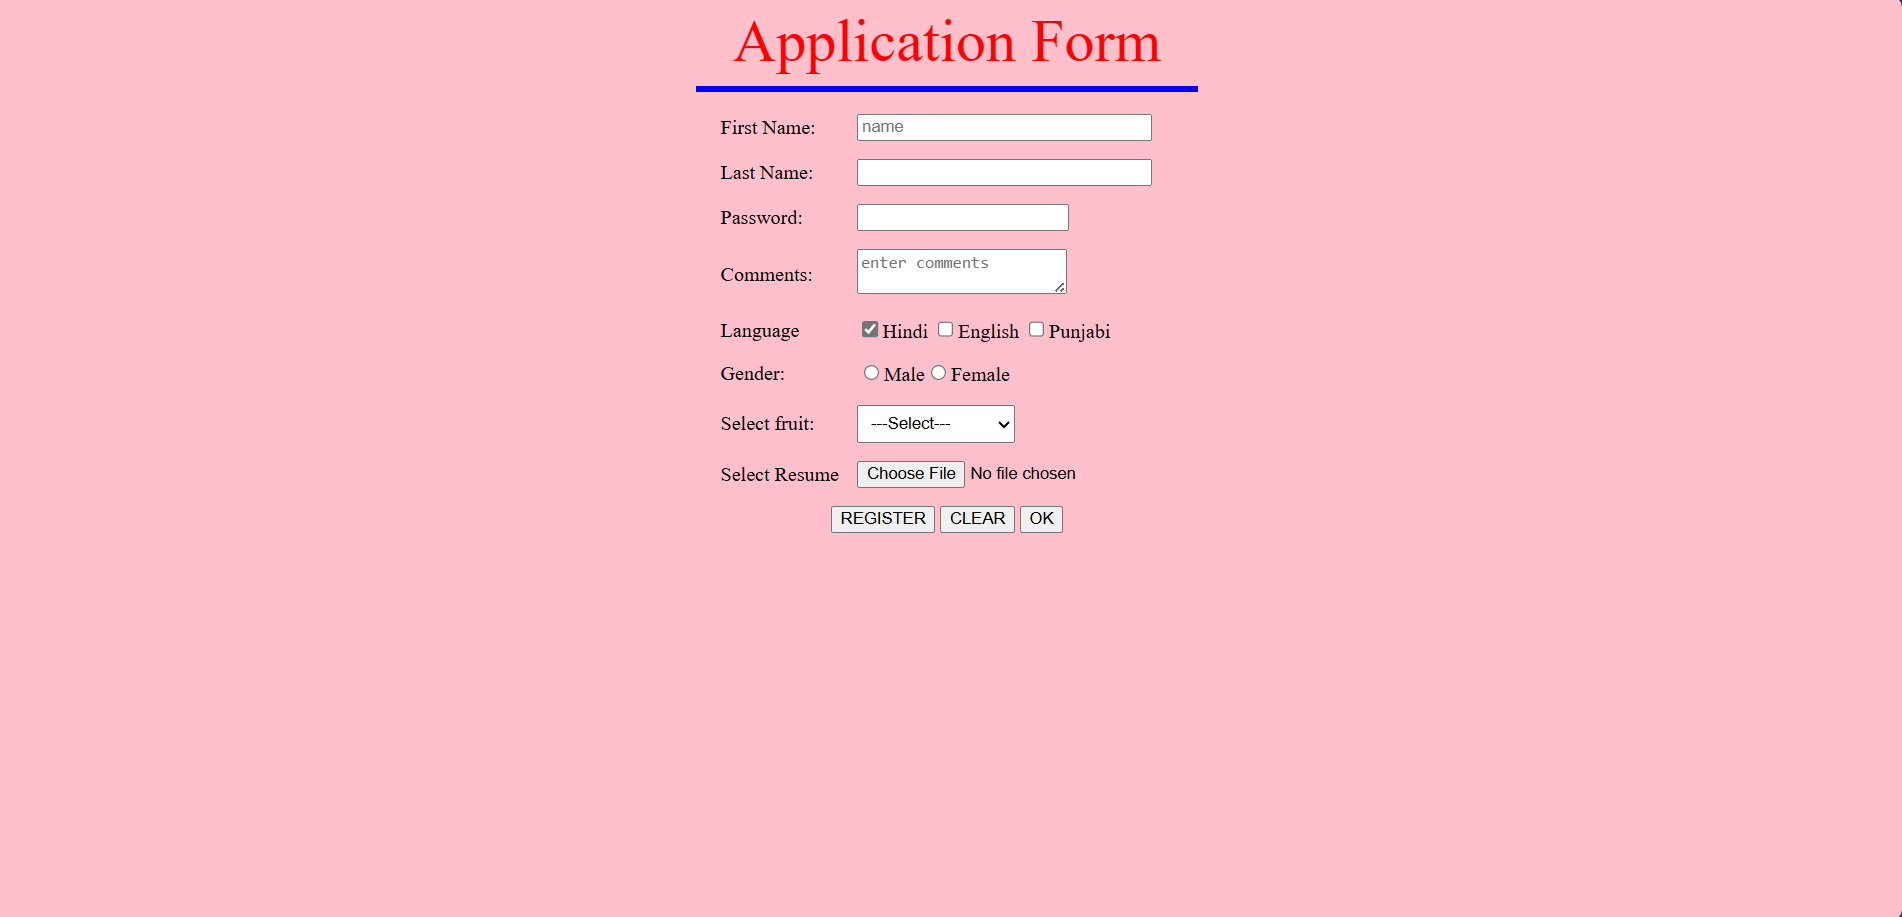 Application Form
First Name: name
Last Name:
Password:
Comments: enter comments
Language Hindi English Punjabi
Gender: Male Female
Select fruit: ---Select---
Select Resume Choose File No file chosen
REGISTER CLEAR OK